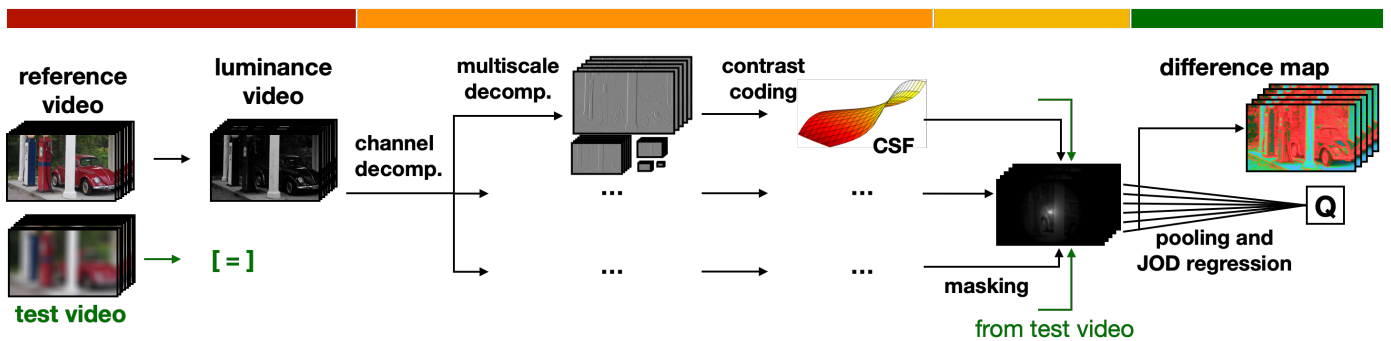 reference
video
luminance
video
multiscale
decomp.
contrast
coding
difference map
channel
decomp.
CSF
...
...
Q
[ = ]
pooling and
JOD regression
...
...
masking
test video
from test video